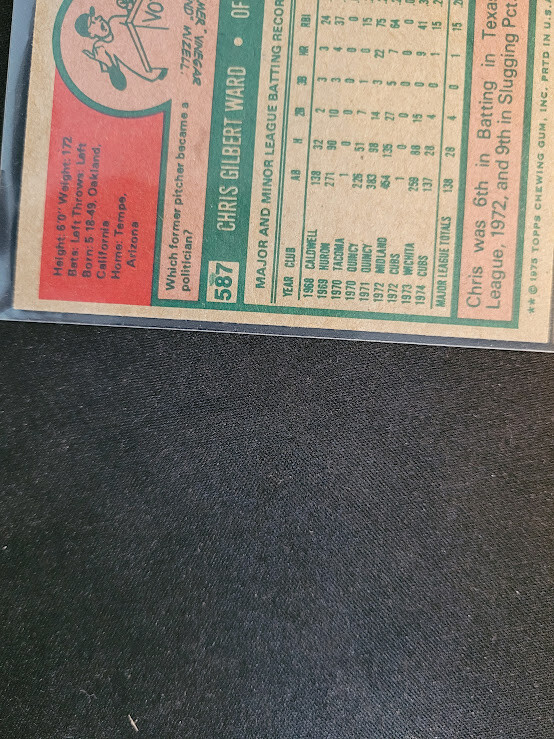 Height: 6'0" Weight: 172
Bats: Left Throws: Left
Born: 5-18-49, Oakland,
California
Home: Tempe,
Arizona
VO
"VINEGAR
MIZELL.
Which former pitcher became a
politician?
587 CHRIS GILBERT WARD • OF
MAJOR AND MINOR LEAGUE BATTING RECOR
YEAR CLUB AB H 2B 3B HR RBI
1968 CALDWELL 138 32 2 3 3 24
1969 HURON 271 90 10 3 4 37
1970 TACOMA 1 0 0 0 0 0
1970 QUINCY 226 51 7 1 0 15
1971 QUINCY 383 98 14 3 22 75
1972 MIDLAND 454 135 27 5 7 64
1972 CUBS 1 0 0 0 0 0
1973 WICHITA 259 88 15 0 9 41
1974 CUBS 137 28 4 0 1 15
MAJOR LEAGUE TOTALS 138 28 4 0 1 15
Chris was 6th in Batting in Texas
League, 1972, and 9th in Slugging Pct.
** © 1975 TOPPS CHEWING GUM, INC. PRTD IN U.S.